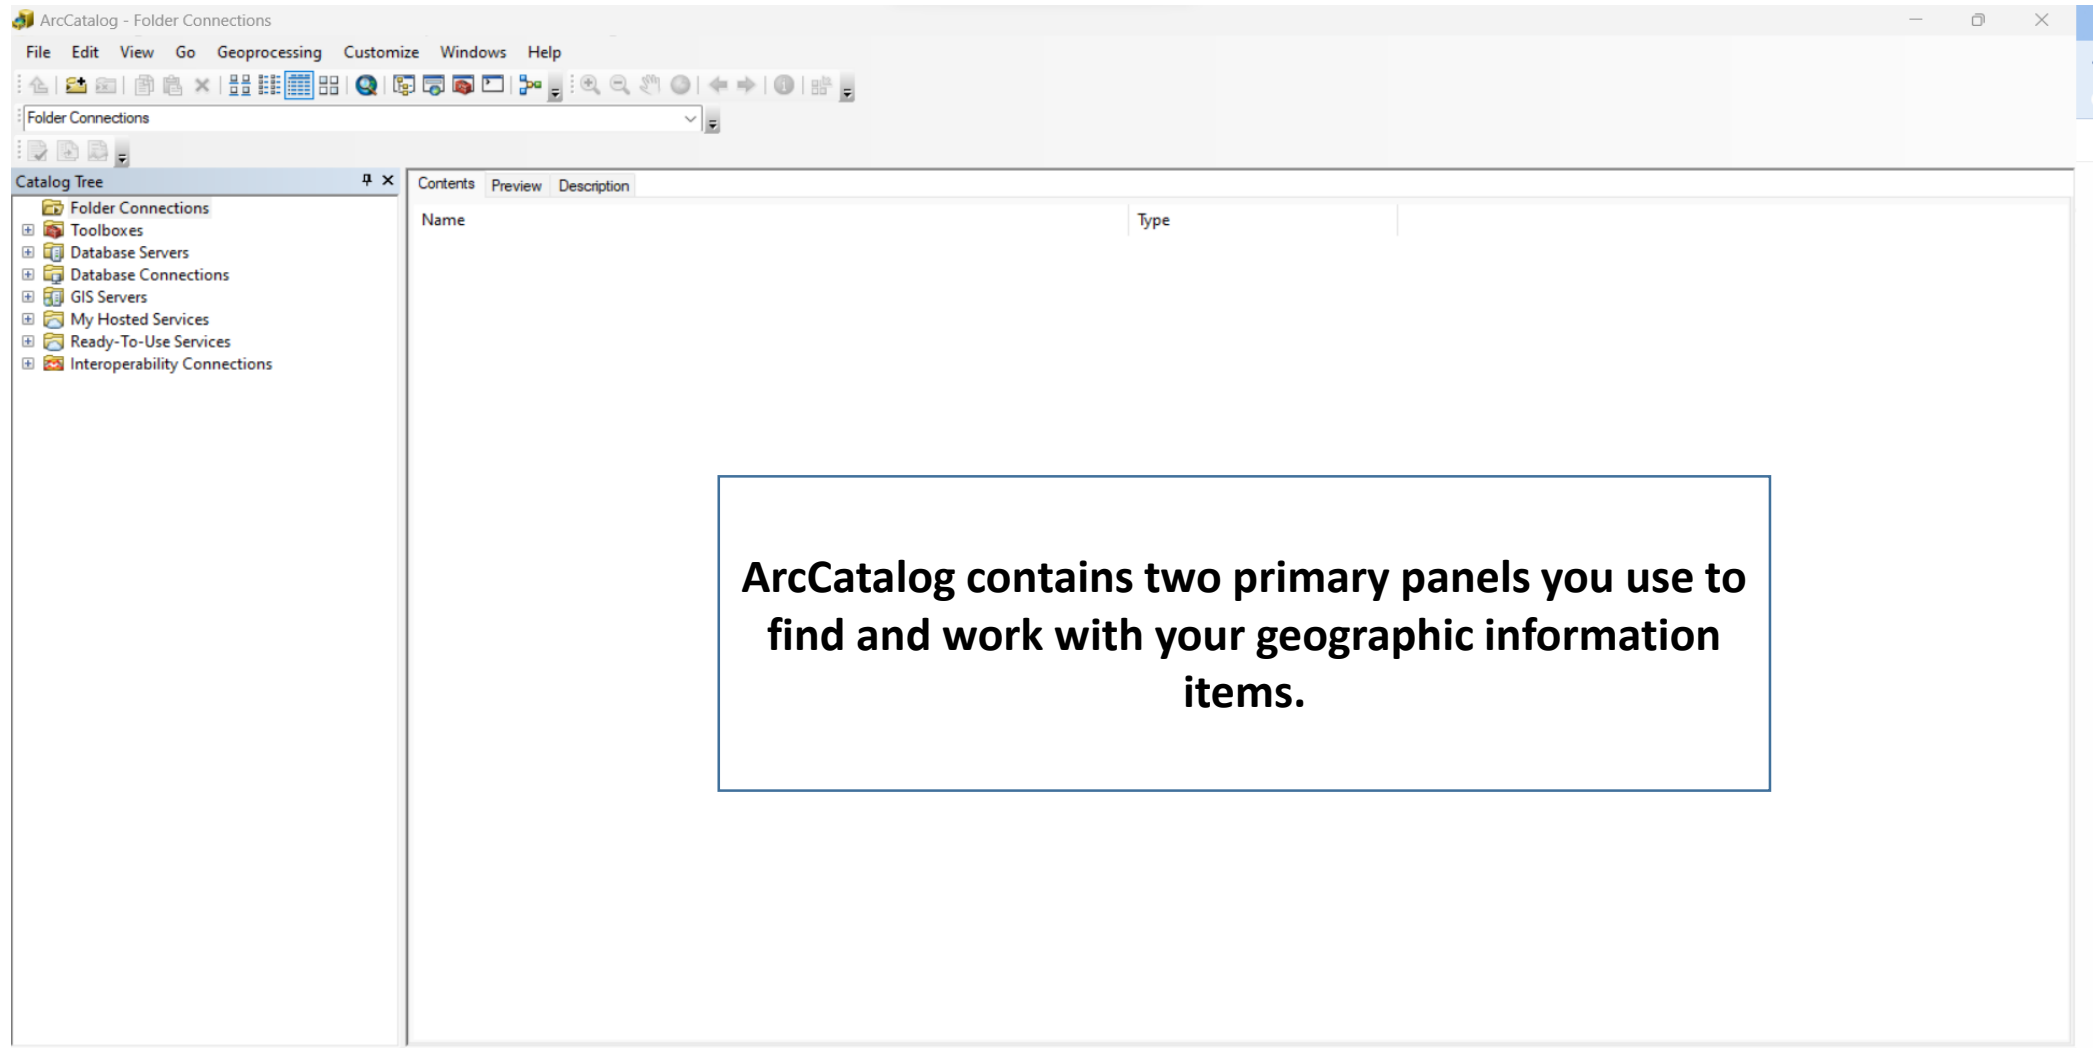 ArcCatalog - Folder Connections
File Edit View Go Geoprocessing Customize Windows Help
Folder Connections
Catalog Tree
Folder Connections
Toolboxes
Database Servers
Database Connections
GIS Servers
My Hosted Services
Ready-To-Use Services
Interoperability Connections
Contents Preview Description
Name Type
ArcCatalog contains two primary panels you use to
find and work with your geographic information
items.